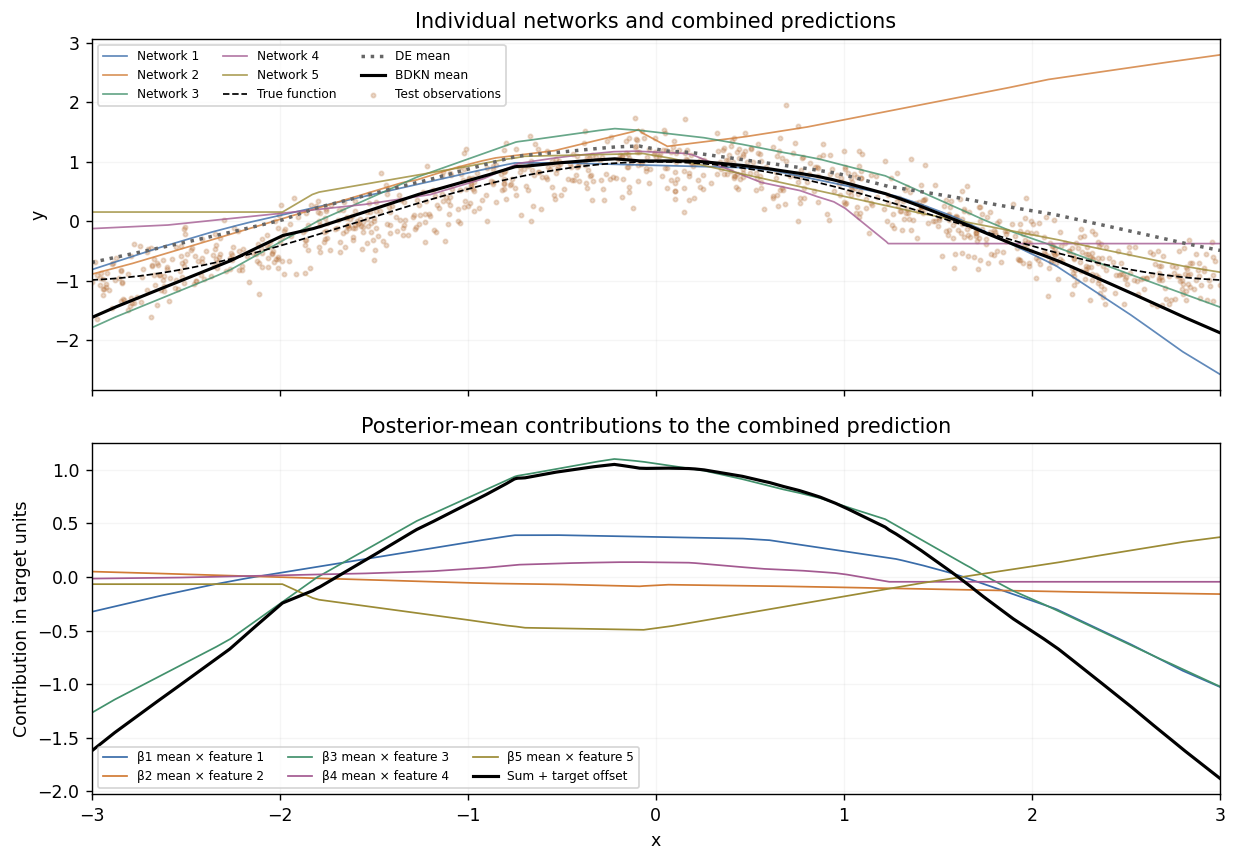 Individual networks and combined predictions
3
2
1
0
−1
−2
y
Network 1
Network 2
Network 3
Network 4
Network 5
True function
DE mean
BDKN mean
Test observations
Posterior-mean contributions to the combined prediction
1.0
0.5
0.0
−0.5
−1.0
−1.5
−2.0
Contribution in target units
β1 mean × feature 1
β2 mean × feature 2
β3 mean × feature 3
β4 mean × feature 4
β5 mean × feature 5
Sum + target offset
−3
−2
−1
0
1
2
3
x